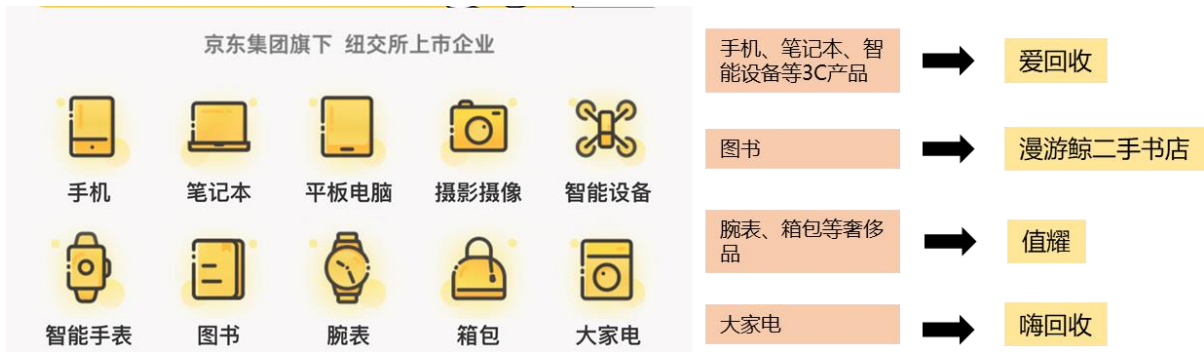 京东集团旗下 纽交所上市企业
手机
笔记本
平板电脑
摄影摄像
智能设备
智能手表
图书
腕表
箱包
大家电
手机、笔记本、智
能设备等3C产品
爱回收
图书
漫游鲸二手书店
腕表、箱包等奢侈
品
值耀
大家电
嗨回收